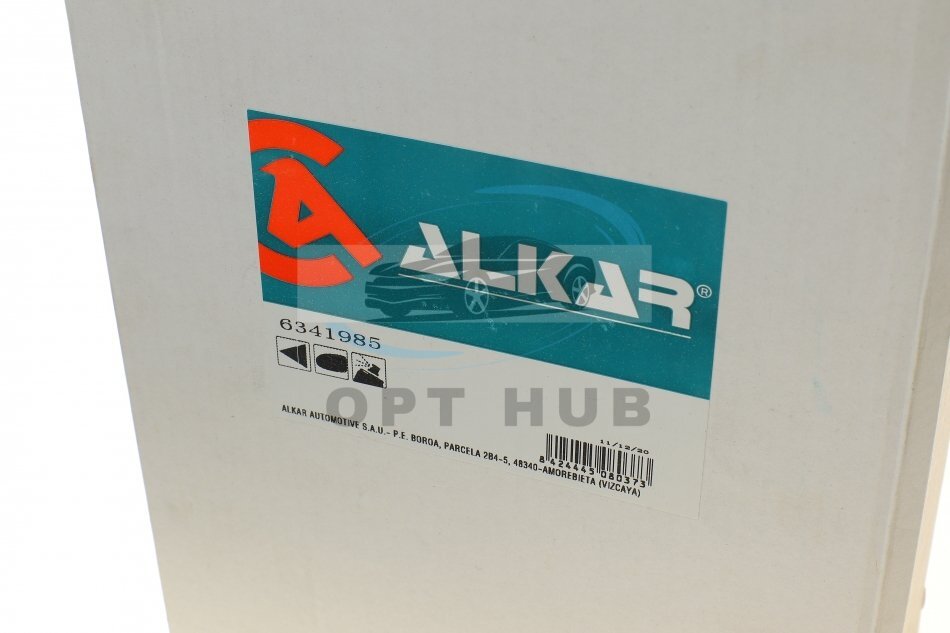 ALKAR®
6341985
OPT HUB
11/12/20
8 424445 080373
ALKAR AUTOMOTIVE S.A.U.- P.E. BOROA, PARCELA 2B4-5, 48340-AMOREBIETA (VIZCAYA)